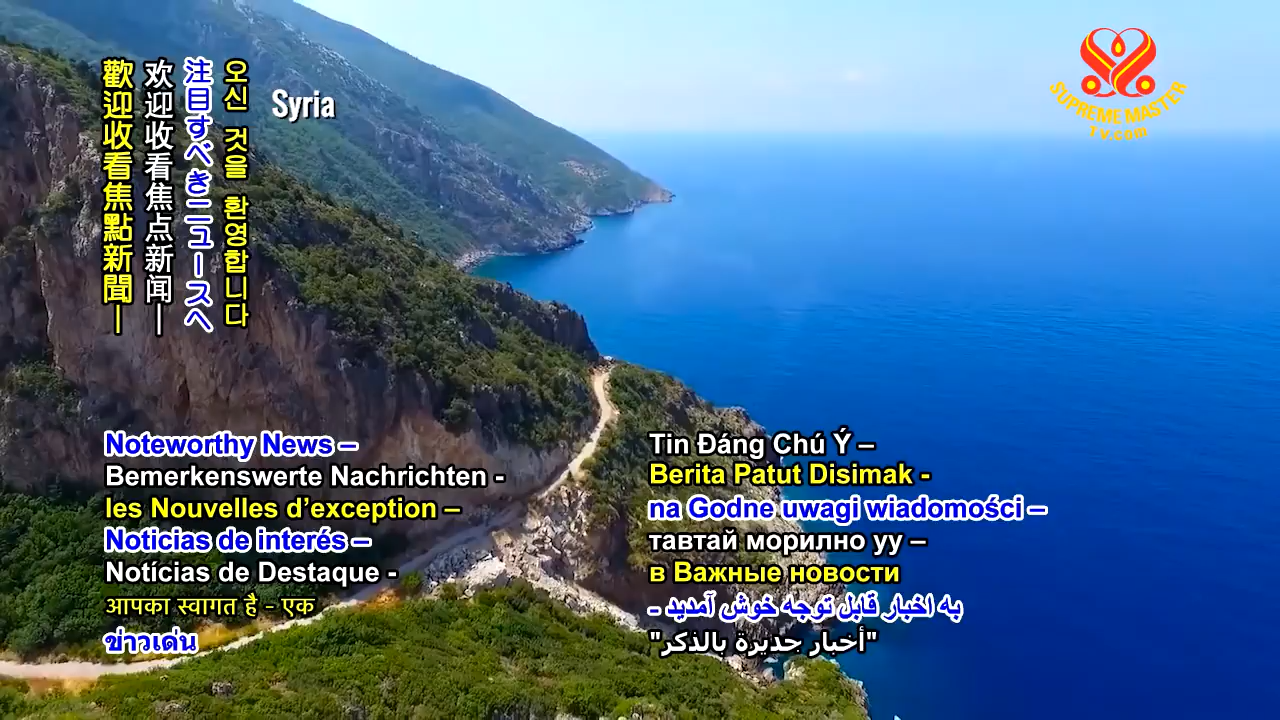 歡迎收看焦點新聞—
欢迎收看焦点新闻—
注目すべきニュースへ
오신 것을 환영합니다
Syria
SUPREME MASTER
TV.com
Noteworthy News –
Bemerkenswerte Nachrichten -
les Nouvelles d’exception –
Noticias de interés –
Notícias de Destaque -
आपका स्वागत है - एक
ข่าวเด่น
Tin Đáng Chú Ý –
Berita Patut Disimak -
na Godne uwagi wiadomości –
тавтай морилно уу –
в Важные новости
به اخبار قابل توجه خوش آمدید -
"أخبار جديرة بالذكر"